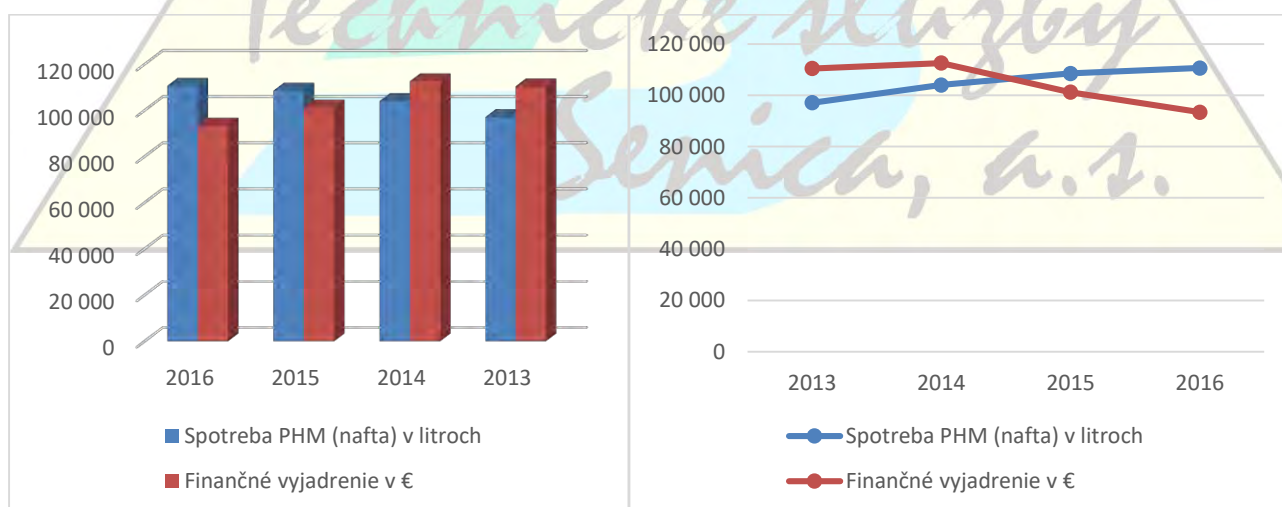 Technické služby
Senica, a.s.
120 000
100 000
80 000
60 000
40 000
20 000
0
2016 2015 2014 2013
Spotreba PHM (nafta) v litroch
Finančné vyjadrenie v €
120 000
100 000
80 000
60 000
40 000
20 000
0
2013 2014 2015 2016
Spotreba PHM (nafta) v litroch
Finančné vyjadrenie v €